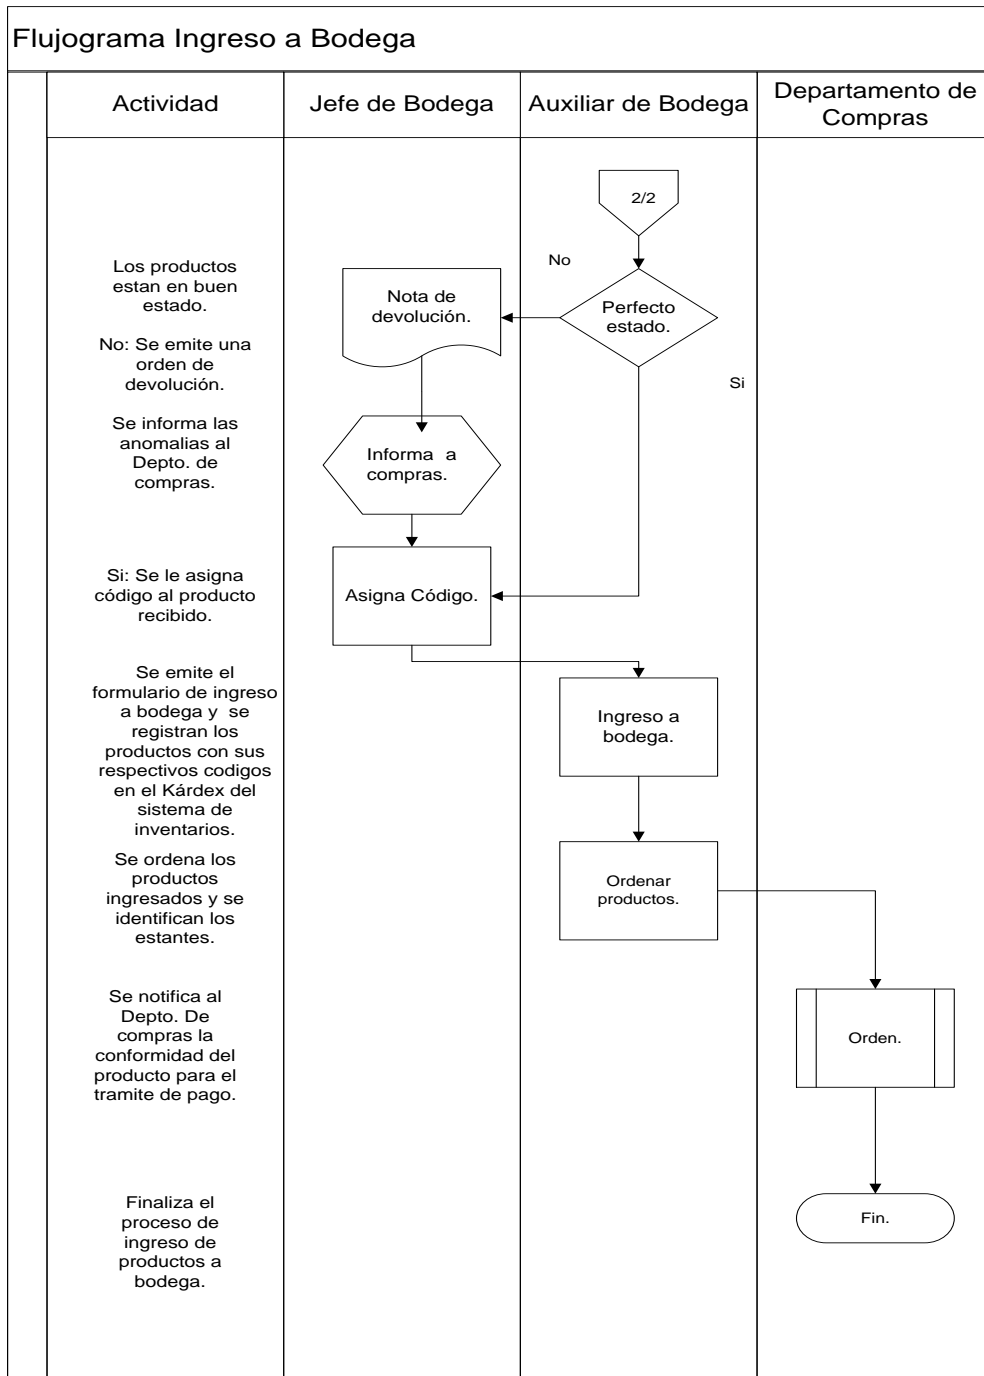 Flujograma Ingreso a Bodega
Actividad
Jefe de Bodega
Auxiliar de Bodega
Departamento de
Compras
2/2
No
Perfecto
estado.
Si
Nota de
devolución.
Informa a
compras.
Asigna Código.
Ingreso a
bodega.
Ordenar
productos.
Orden.
Fin.
Los productos
estan en buen
estado.
No: Se emite una
orden de
devolución.
Se informa las
anomalias al
Depto. de
compras.
Si: Se le asigna
código al producto
recibido.
Se emite el
formulario de ingreso
a bodega y se
registran los
productos con sus
respectivos codigos
en el Kárdex del
sistema de
inventarios.
Se ordena los
productos
ingresados y se
identifican los
estantes.
Se notifica al
Depto. De
compras la
conformidad del
producto para el
tramite de pago.
Finaliza el
proceso de
ingreso de
productos a
bodega.